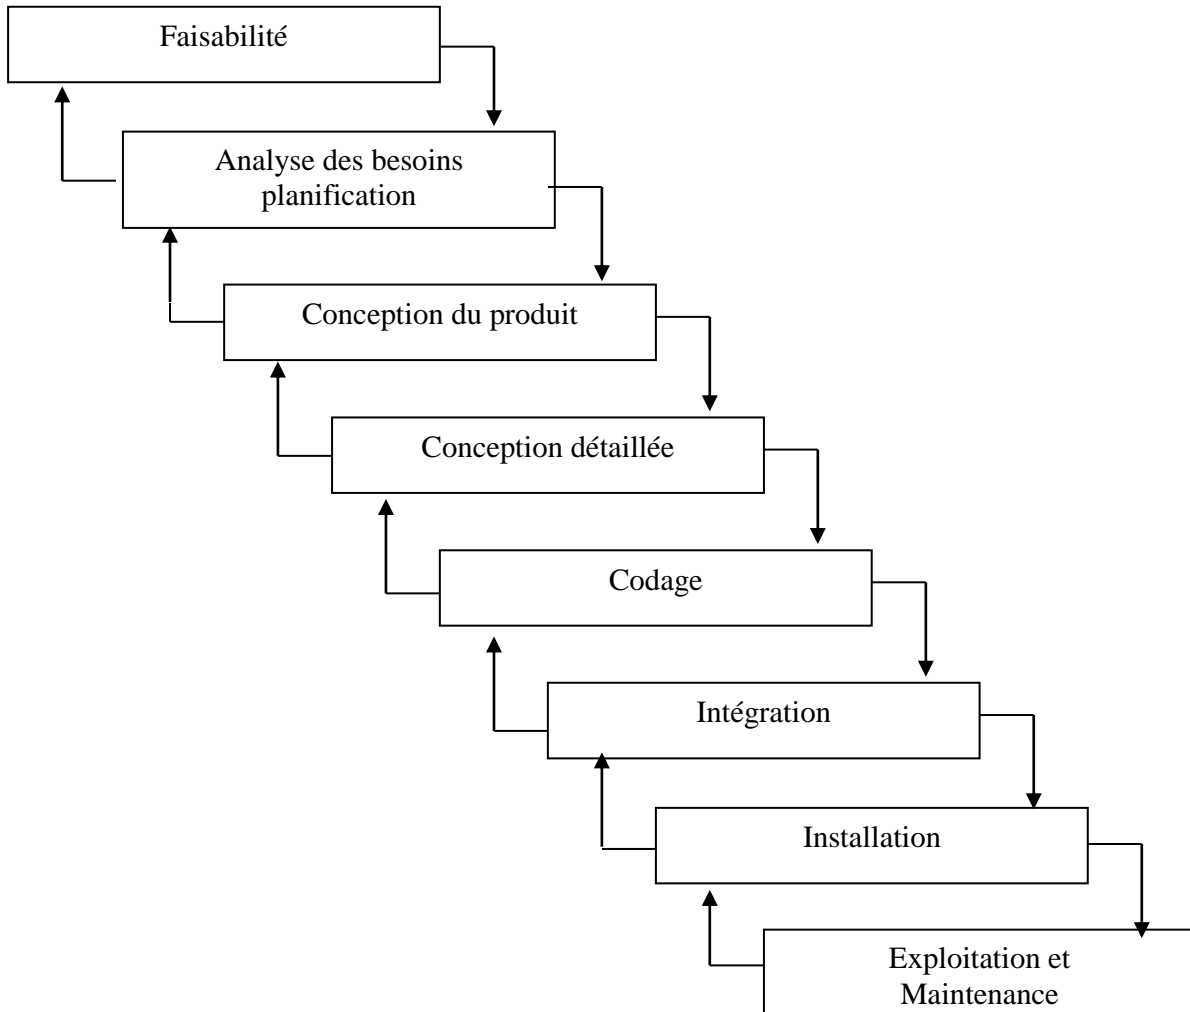 Faisabilité
Analyse des besoins
planification
Conception du produit
Conception détaillée
Codage
Intégration
Installation
Exploitation et
Maintenance